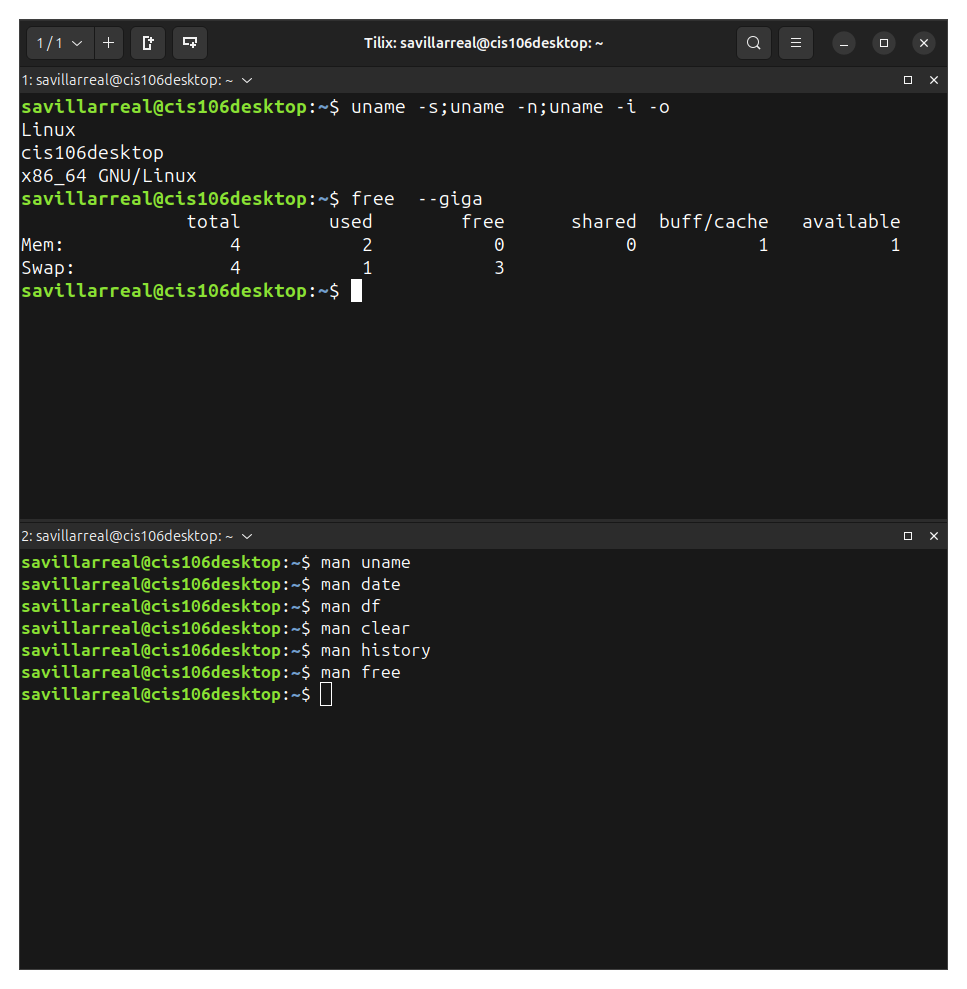 1 / 1
Tilix: savillarreal@cis106desktop: ~
1: savillarreal@cis106desktop: ~
savillarreal@cis106desktop:~$ uname -s;uname -n;uname -i -o
Linux
cis106desktop
x86_64 GNU/Linux
savillarreal@cis106desktop:~$ free  --giga
               total        used        free      shared  buff/cache   available
Mem:               4           2           0           0           1           1
Swap:              4           1           3
savillarreal@cis106desktop:~$
2: savillarreal@cis106desktop: ~
savillarreal@cis106desktop:~$ man uname
savillarreal@cis106desktop:~$ man date
savillarreal@cis106desktop:~$ man df
savillarreal@cis106desktop:~$ man clear
savillarreal@cis106desktop:~$ man history
savillarreal@cis106desktop:~$ man free
savillarreal@cis106desktop:~$